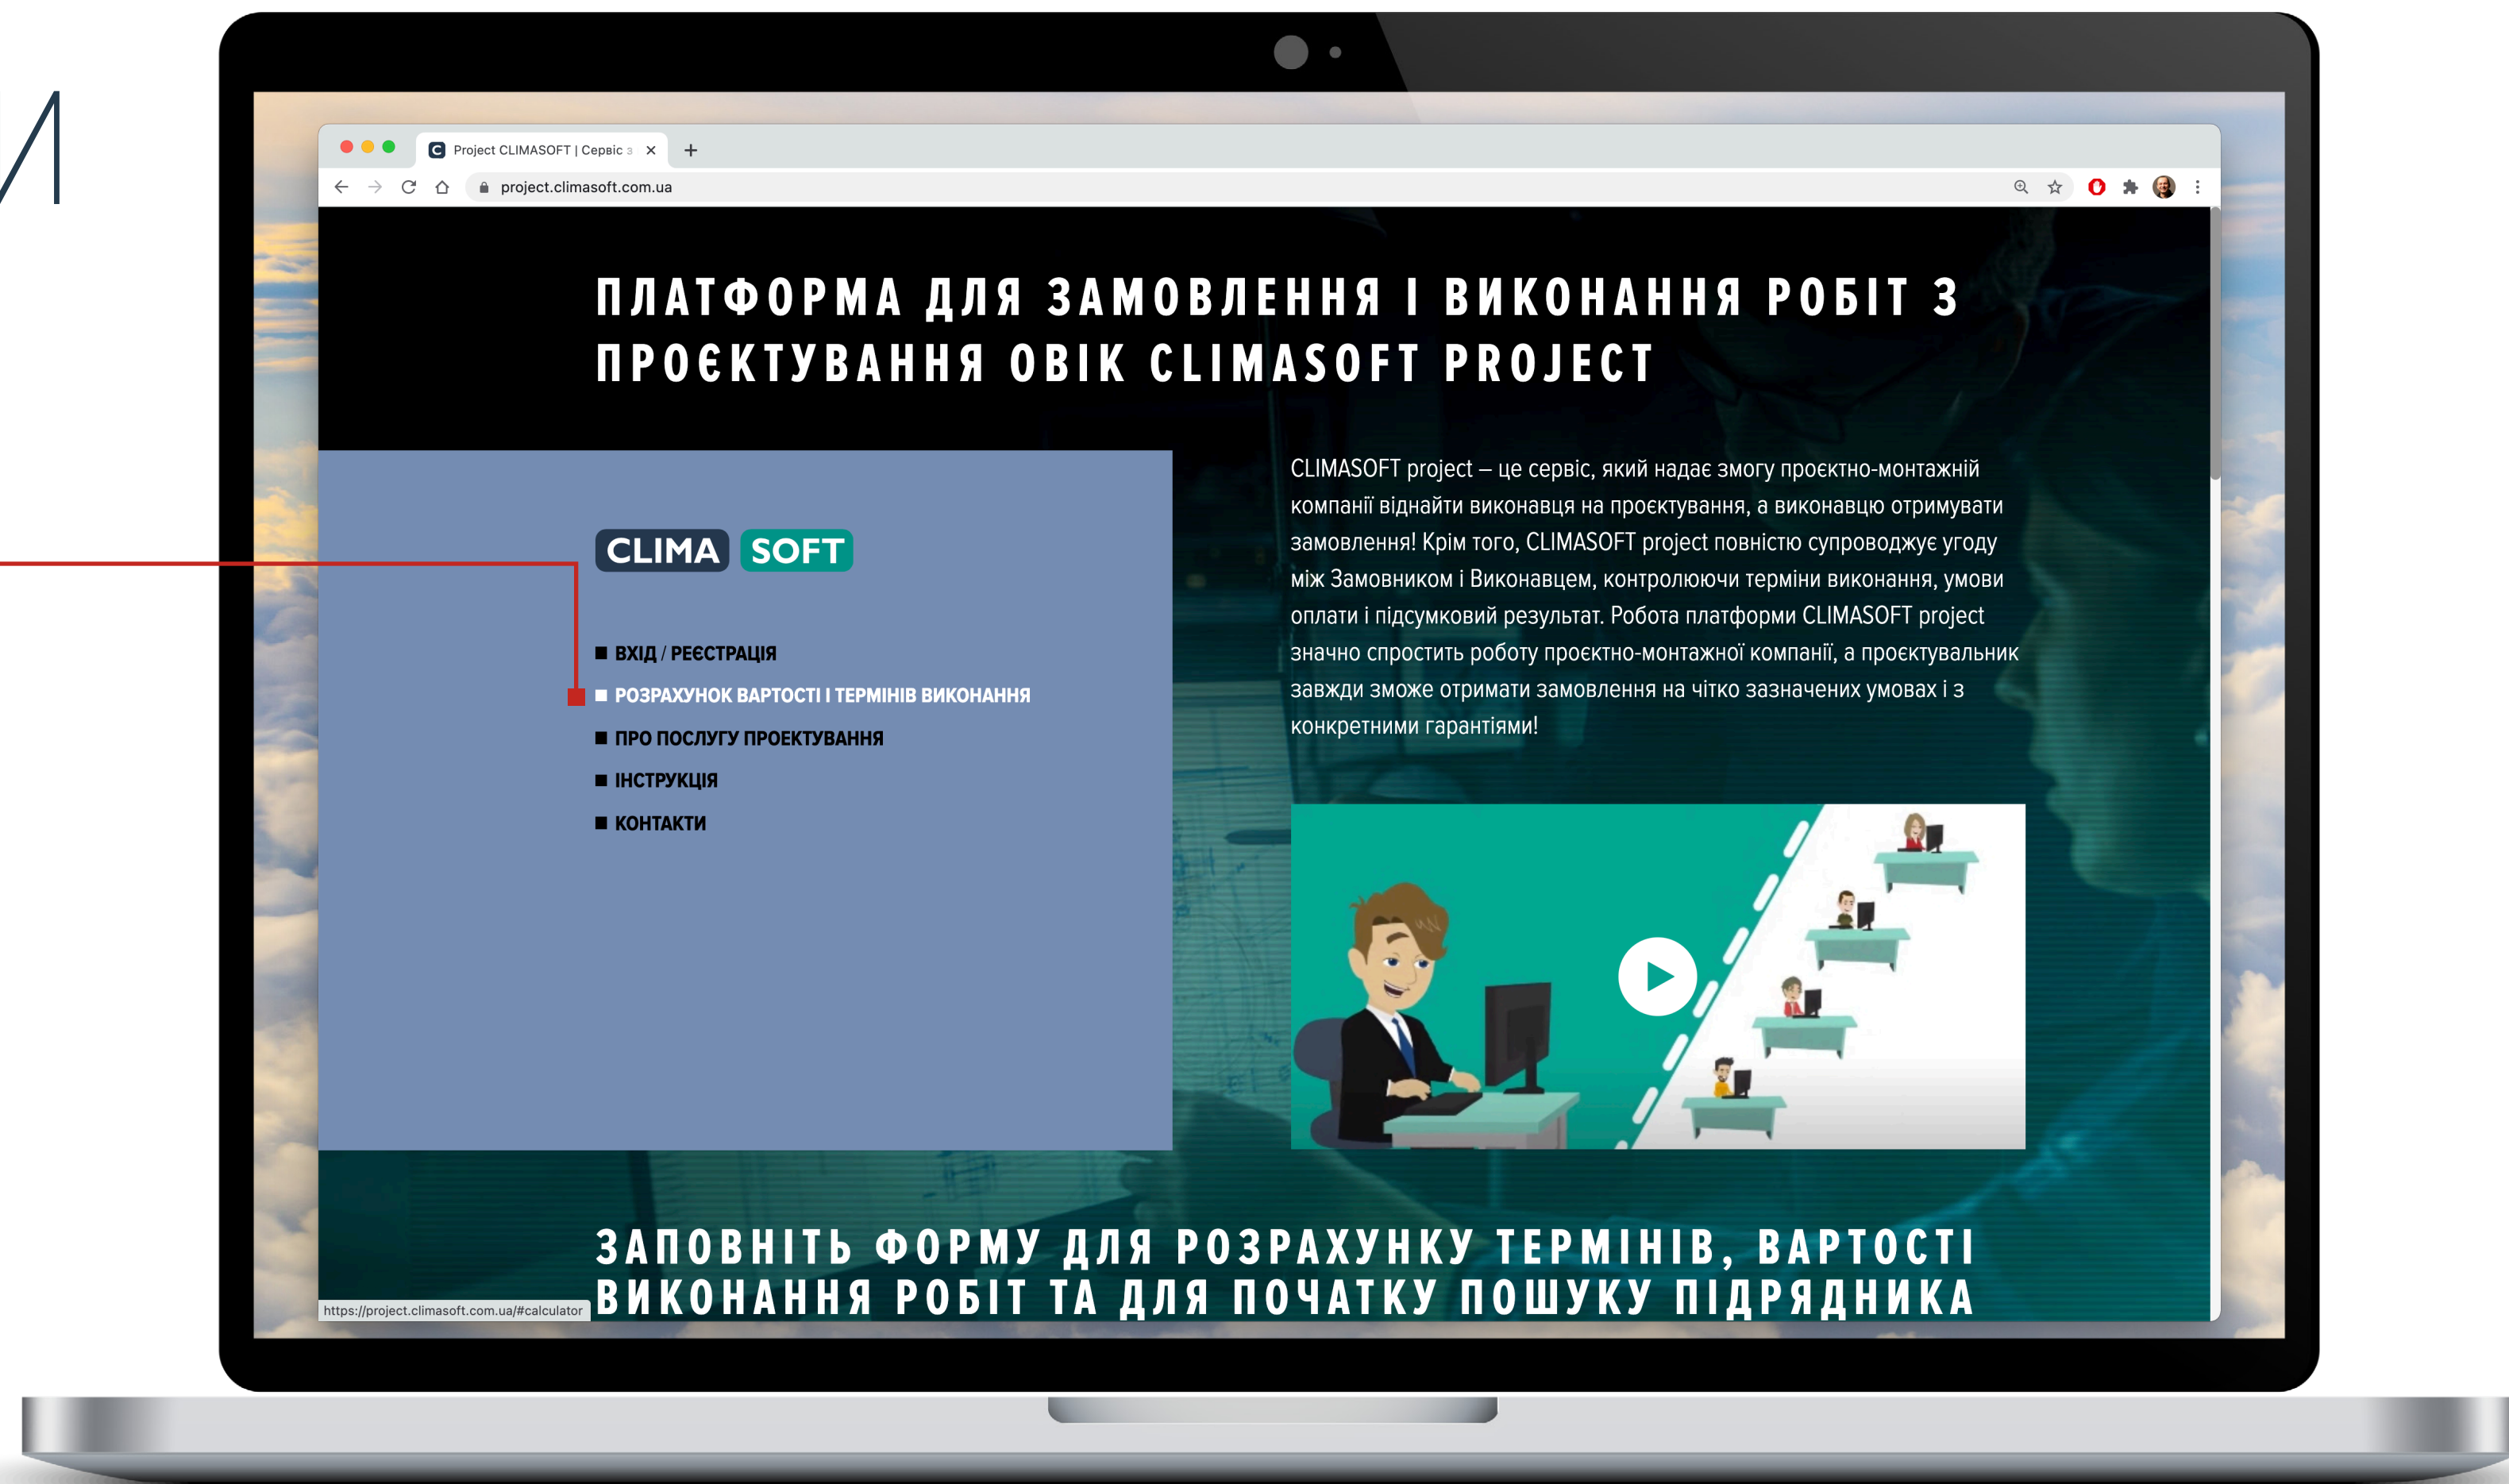 И
Project CLIMASOFT | Сервіс з
project.climasoft.com.ua
ПЛАТФОРМА ДЛЯ ЗАМОВЛЕННЯ І ВИКОНАННЯ РОБІТ З
ПРОЄКТУВАННЯ ОВІК CLIMASOFT PROJECT
CLIMA SOFT
ВХІД / РЕЄСТРАЦІЯ
РОЗРАХУНОК ВАРТОСТІ І ТЕРМІНІВ ВИКОНАННЯ
ПРО ПОСЛУГУ ПРОЕКТУВАННЯ
ІНСТРУКЦІЯ
КОНТАКТИ
CLIMASOFT project – це сервіс, який надає змогу проєктно-монтажній
компанії віднайти виконавця на проєктування, а виконавцю отримувати
замовлення! Крім того, CLIMASOFT project повністю супроводжує угоду
між Замовником і Виконавцем, контролюючи терміни виконання, умови
оплати і підсумковий результат. Робота платформи CLIMASOFT project
значно спростить роботу проєктно-монтажної компанії, а проєктувальник
завжди зможе отримати замовлення на чітко зазначених умовах і з
конкретними гарантіями!
ЗАПОВНІТЬ ФОРМУ ДЛЯ РОЗРАХУНКУ ТЕРМІНІВ, ВАРТОСТІ
ВИКОНАННЯ РОБІТ ТА ДЛЯ ПОЧАТКУ ПОШУКУ ПІДРЯДНИКА
https://project.climasoft.com.ua/#calculator